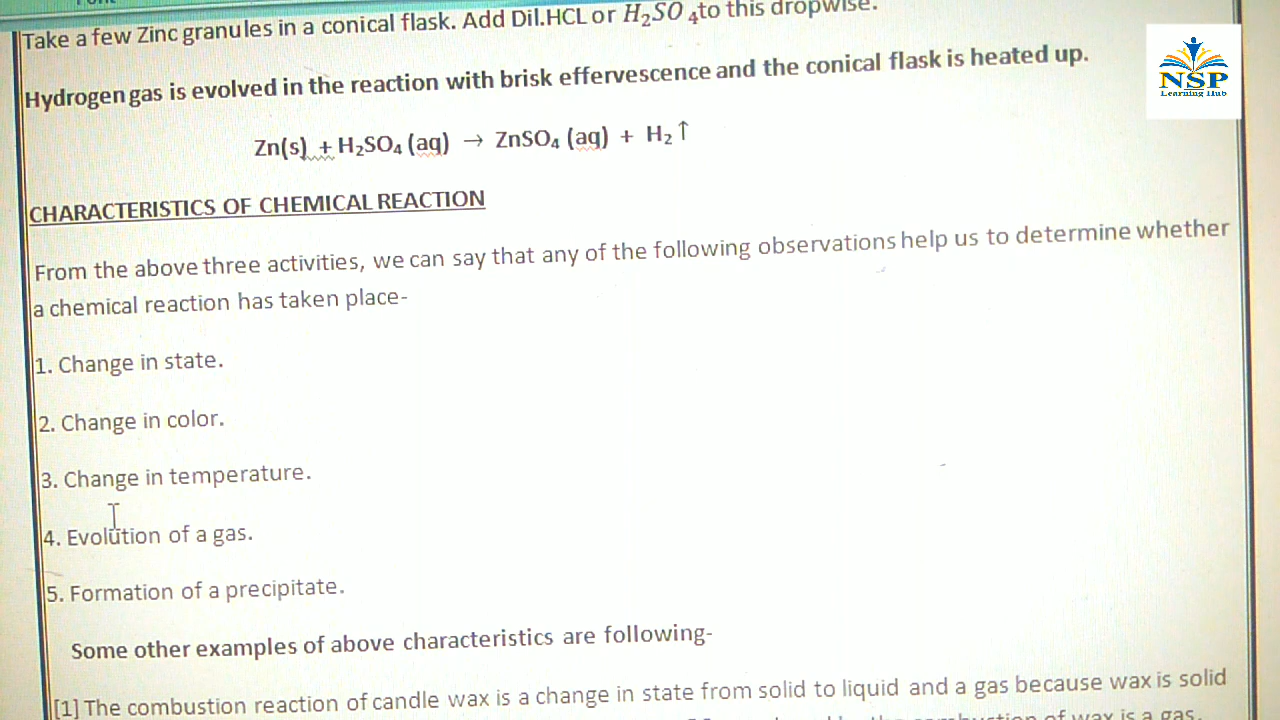 Take a few Zinc granules in a conical flask. Add Dil.HCL or H₂SO ₄to this dropwise.
Hydrogen gas is evolved in the reaction with brisk effervescence and the conical flask is heated up.
NSP
Learning Hub
Zn(s) + H₂SO₄ (aq) → ZnSO₄ (aq) + H₂ ↑
CHARACTERISTICS OF CHEMICAL REACTION
From the above three activities, we can say that any of the following observations help us to determine whether
a chemical reaction has taken place-
1. Change in state.
2. Change in color.
3. Change in temperature.
4. Evolution of a gas.
5. Formation of a precipitate.
Some other examples of above characteristics are following-
[1] The combustion reaction of candle wax is a change in state from solid to liquid and a gas because wax is solid
of wax is a gas.